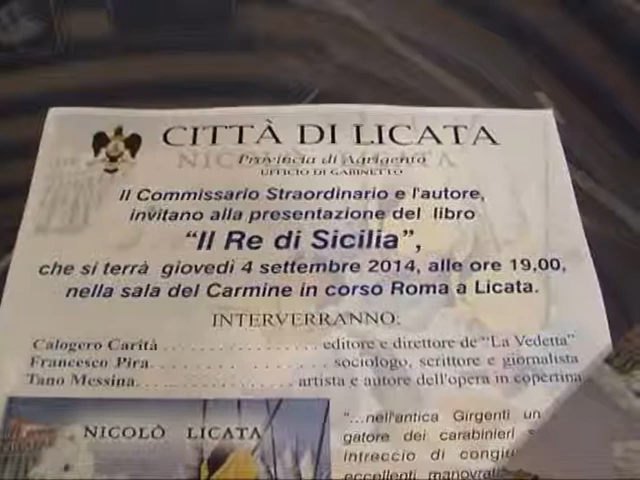 CITTÀ DI LICATA
Provincia di Agrigento
UFFICIO DI GABINETTO
Il Commissario Straordinario e l'autore,
invitano alla presentazione del libro
“Il Re di Sicilia”,
che si terrà giovedì 4 settembre 2014, alle ore 19,00,
nella sala del Carmine in corso Roma a Licata.
INTERVERRANNO:
Calogero Carità . . . . . . . . . . . . . . . . . . editore e direttore de “La Vedetta”
Francesco Pira. . . . . . . . . . . . . . . . . . sociologo, scrittore e giornalista
Tano Messina. . . . . . . . . . . . . . . . artista e autore dell'opera in copertina
NICOLÒ LICATA
“...nell'antica Girgenti un
gatore dei carabinieri
intreccio di congiu
eccellenti manovrati